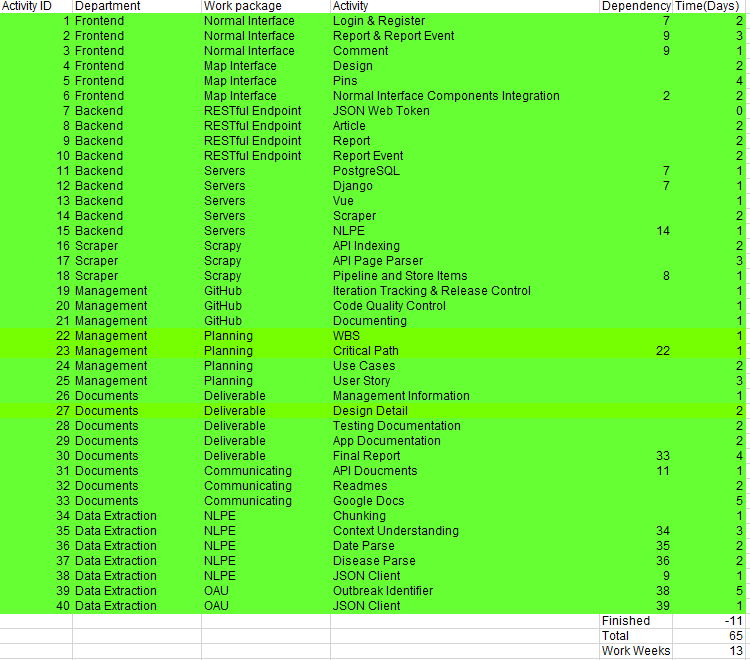 Activity ID Department Work package Activity Dependency Time(Days)
1 Frontend Normal Interface Login & Register 7 2
2 Frontend Normal Interface Report & Report Event 9 3
3 Frontend Normal Interface Comment 9 1
4 Frontend Map Interface Design 2
5 Frontend Map Interface Pins 4
6 Frontend Map Interface Normal Interface Components Integration 2 2
7 Backend RESTful Endpoint JSON Web Token 0
8 Backend RESTful Endpoint Article 2
9 Backend RESTful Endpoint Report 2
10 Backend RESTful Endpoint Report Event 2
11 Backend Servers PostgreSQL 7 1
12 Backend Servers Django 7 1
13 Backend Servers Vue 1
14 Backend Servers Scraper 2
15 Backend Servers NLPE 14 1
16 Scraper Scrapy API Indexing 2
17 Scraper Scrapy API Page Parser 3
18 Scraper Scrapy Pipeline and Store Items 8 1
19 Management GitHub Iteration Tracking & Release Control 1
20 Management GitHub Code Quality Control 1
21 Management GitHub Documenting 1
22 Management Planning WBS 1
23 Management Planning Critical Path 22 1
24 Management Planning Use Cases 2
25 Management Planning User Story 3
26 Documents Deliverable Management Information 1
27 Documents Deliverable Design Detail 2
28 Documents Deliverable Testing Documentation 2
29 Documents Deliverable App Documentation 2
30 Documents Deliverable Final Report 33 4
31 Documents Communicating API Doucments 11 1
32 Documents Communicating Readmes 2
33 Documents Communicating Google Docs 5
34 Data Extraction NLPE Chunking 1
35 Data Extraction NLPE Context Understanding 34 3
36 Data Extraction NLPE Date Parse 35 2
37 Data Extraction NLPE Disease Parse 36 2
38 Data Extraction NLPE JSON Client 9 1
39 Data Extraction OAU Outbreak Identifier 38 5
40 Data Extraction OAU JSON Client 39 1
Finished -11
Total 65
Work Weeks 13